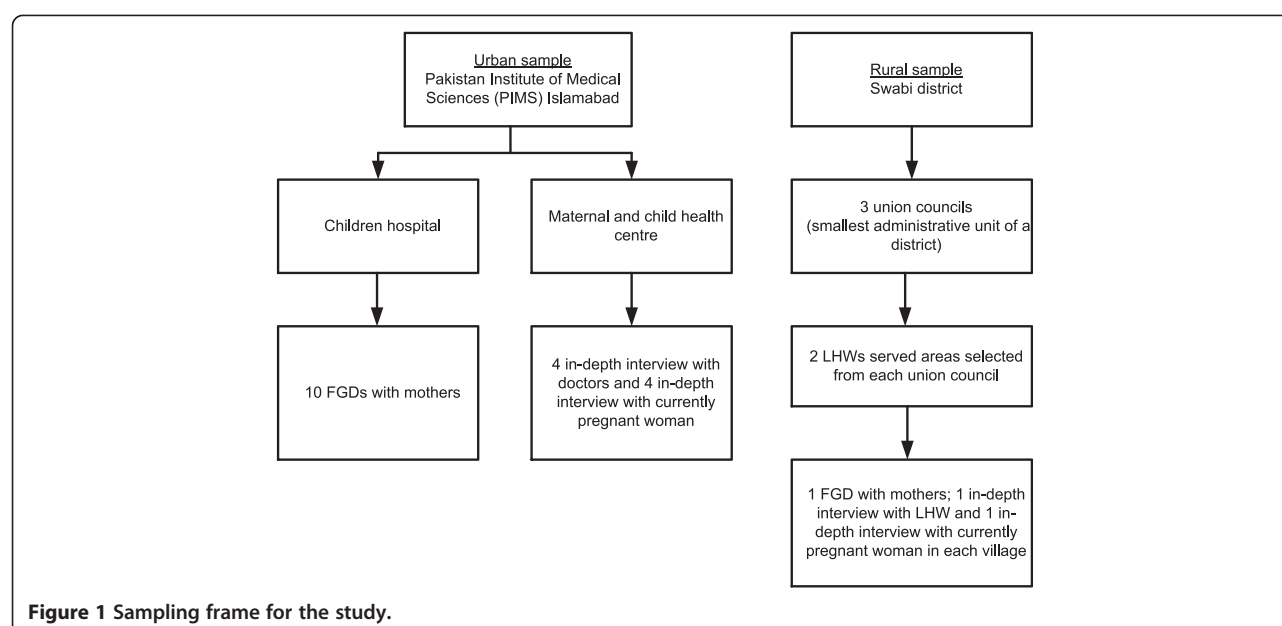 Urban sample
Pakistan Institute of Medical
Sciences (PIMS) Islamabad
Rural sample
Swabi district
Children hospital
Maternal and child health
centre
3 union councils
(smallest administrative unit of a
district)
10 FGDs with mothers
4 in-depth interview with
doctors and 4 in-depth
interview with currently
pregnant woman
2 LHWs served areas selected
from each union council
1 FGD with mothers; 1 in-depth
interview with LHW and 1 in-
depth interview with currently
pregnant woman in each village
Figure 1 Sampling frame for the study.